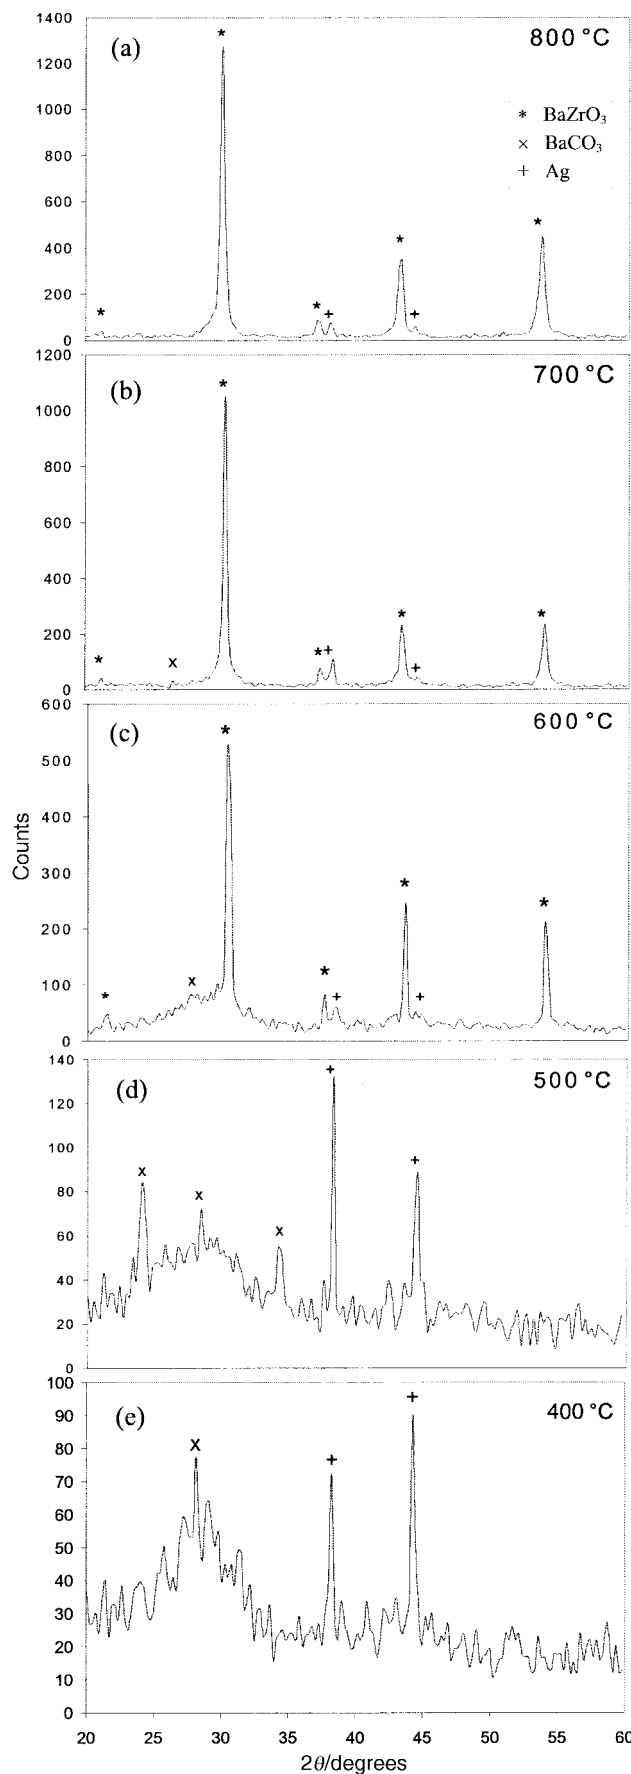 1400
(a)
800 °C
*
1200
* BaZrO₃
x BaCO₃
+ Ag
1000
800
600
400
200
0
* * + * + *
1200
(b)
700 °C
*
1000
800
600
400
200
0
* x * + * + *
600
(c)
600 °C
*
500
400
300
200
100
0
* x * + * + *
Counts
140
(d)
500 °C
+
120
100
80
60
40
20
0
x x x +
100
(e)
400 °C
+
90
80
70
60
50
40
30
20
10
0
x +
20 25 30 35 40 45 50 55 60
2θ/degrees